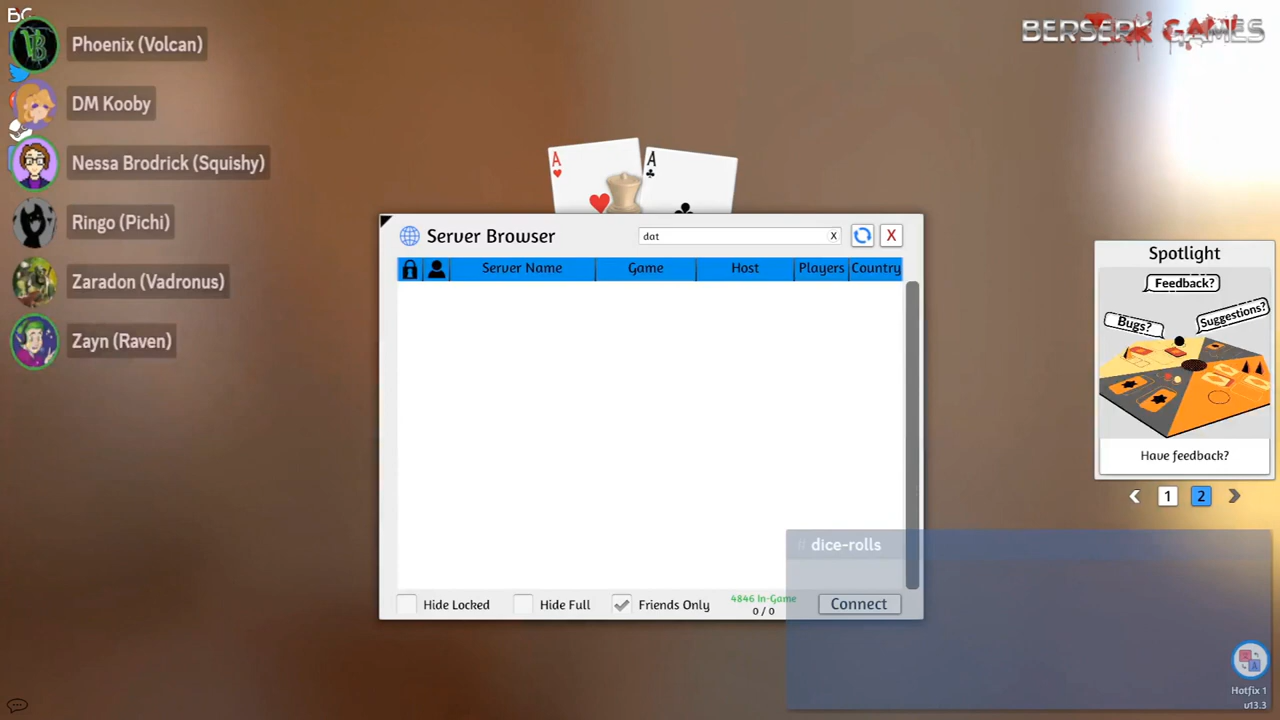 BC
Phoenix (Volcan)
DM Kooby
Nessa Brodrick (Squishy)
Ringo (Pichi)
Zaradon (Vadronus)
Zayn (Raven)
BERSERK GAMES
A
A
Server Browser
dat
X
X
Server Name
Game
Host
Players
Country
Hide Locked
Hide Full
Friends Only
4846 In-Game
0 / 0
Connect
# dice-rolls
Spotlight
Feedback?
Bugs?
Suggestions?
Have feedback?
1
2
Hotfix 1
v13.3